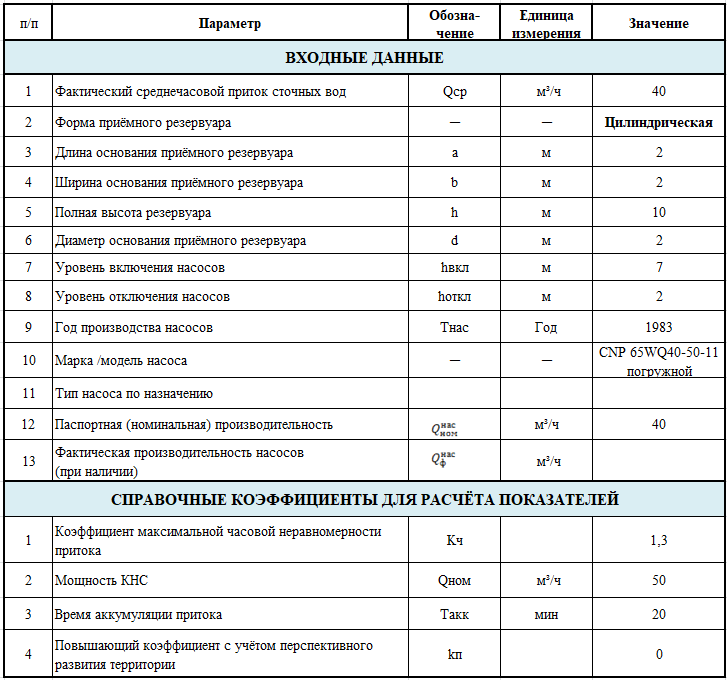 п/п Параметр Обозна-чение Единица измерения Значение
ВХОДНЫЕ ДАННЫЕ
1 Фактический среднечасовой приток сточных вод Qср м³/ч 40
2 Форма приёмного резервуара — — Цилиндрическая
3 Длина основания приёмного резервуара a м 2
4 Ширина основания приёмного резервуара b м 2
5 Полная высота резервуара h м 10
6 Диаметр основания приёмного резервуара d м 2
7 Уровень включения насосов hвкл м 7
8 Уровень отключения насосов hоткл м 2
9 Год производства насосов Тнас Год 1983
10 Марка /модель насоса — — CNP 65WQ40-50-11 погружной
11 Тип насоса по назначению
12 Паспортная (номинальная) производительность Qномнас м³/ч 40
13 Фактическая производительность насосов (при наличии) Qфнас м³/ч
СПРАВОЧНЫЕ КОЭФФИЦИЕНТЫ ДЛЯ РАСЧЁТА ПОКАЗАТЕЛЕЙ
1 Коэффициент максимальной часовой неравномерности притока Kч 1,3
2 Мощность КНС Qном м³/ч 50
3 Время аккумуляции притока Такк мин 20
4 Повышающий коэффициент с учётом перспективного развития территории kп 0